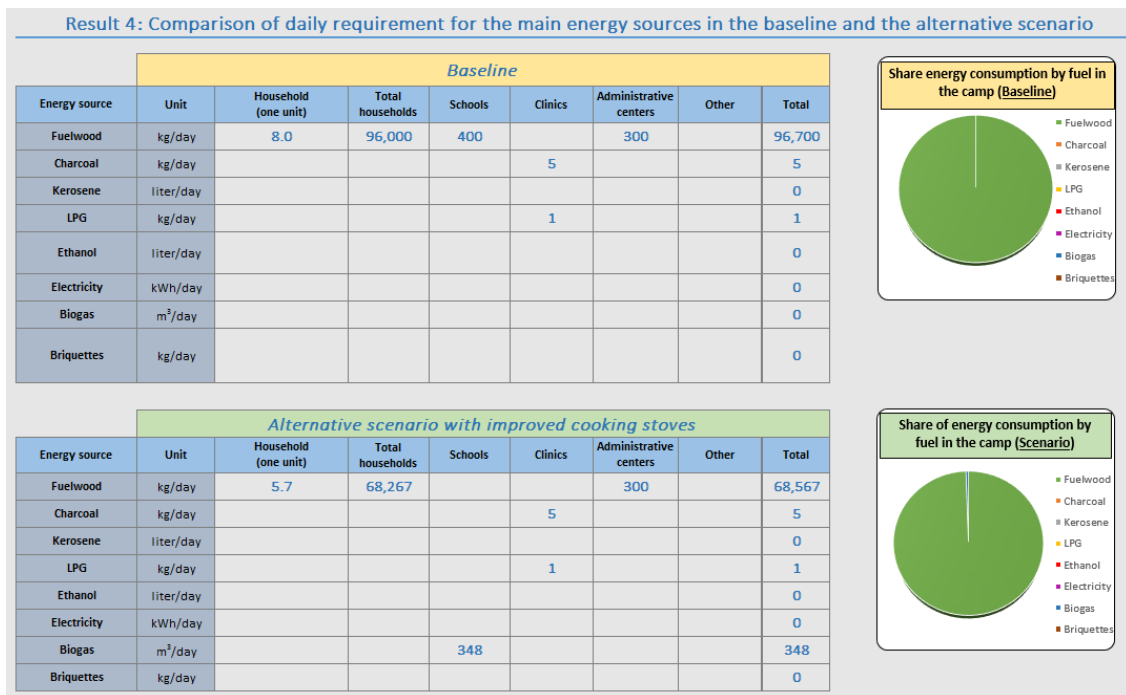 Result 4: Comparison of daily requirement for the main energy sources in the baseline and the alternative scenario
Baseline
Energy source Unit Household (one unit) Total households Schools Clinics Administrative centers Other Total
Fuelwood kg/day 8.0 96,000 400 300 96,700
Charcoal kg/day 5 5
Kerosene liter/day 0
LPG kg/day 1 1
Ethanol liter/day 0
Electricity kWh/day 0
Biogas m³/day 0
Briquettes kg/day 0
Share energy consumption by fuel in
the camp (Baseline)
Fuelwood
Charcoal
Kerosene
LPG
Ethanol
Electricity
Biogas
Briquettes
Alternative scenario with improved cooking stoves
Energy source Unit Household (one unit) Total households Schools Clinics Administrative centers Other Total
Fuelwood kg/day 5.7 68,267 300 68,567
Charcoal kg/day 5 5
Kerosene liter/day 0
LPG kg/day 1 1
Ethanol liter/day 0
Electricity kWh/day 0
Biogas m³/day 348 348
Briquettes kg/day 0
Share of energy consumption by
fuel in the camp (Scenario)
Fuelwood
Charcoal
Kerosene
LPG
Ethanol
Electricity
Biogas
Briquettes